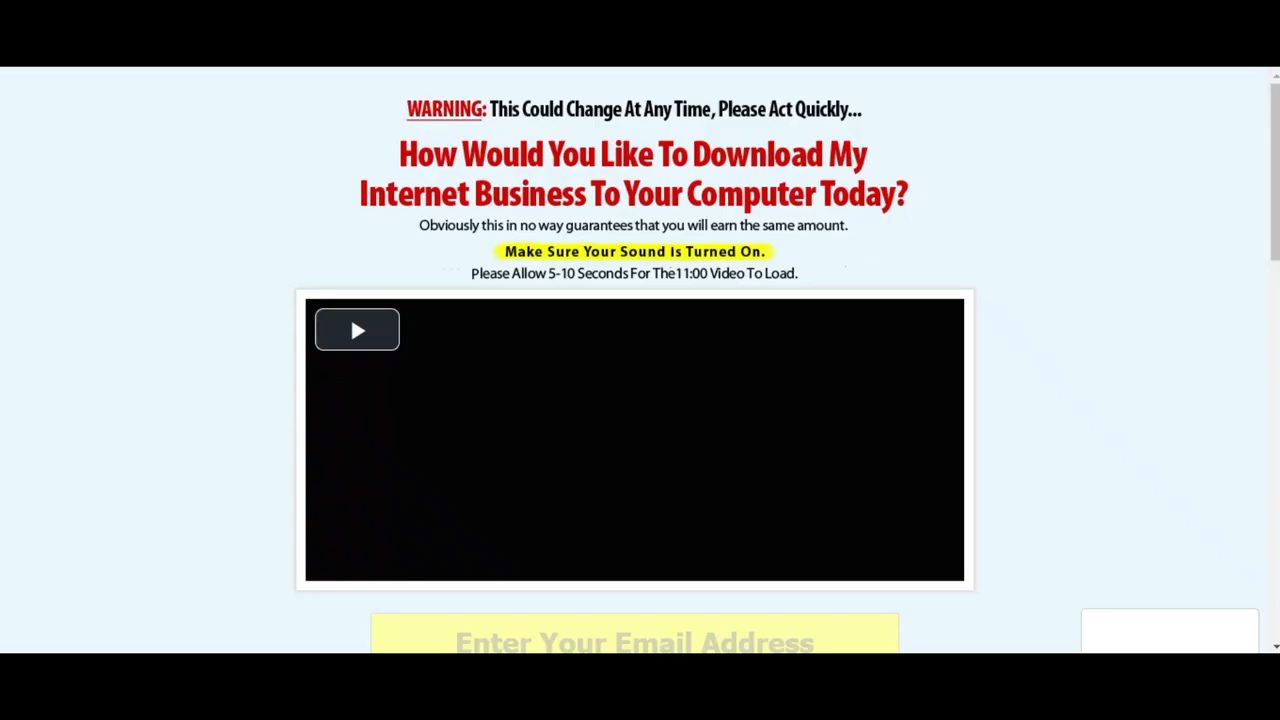 WARNING: This Could Change At Any Time, Please Act Quickly...
How Would You Like To Download My
Internet Business To Your Computer Today?
Obviously this in no way guarantees that you will earn the same amount.
Make Sure Your Sound Is Turned On.
Please Allow 5-10 Seconds For The 11:00 Video To Load.
Enter Your Email Address